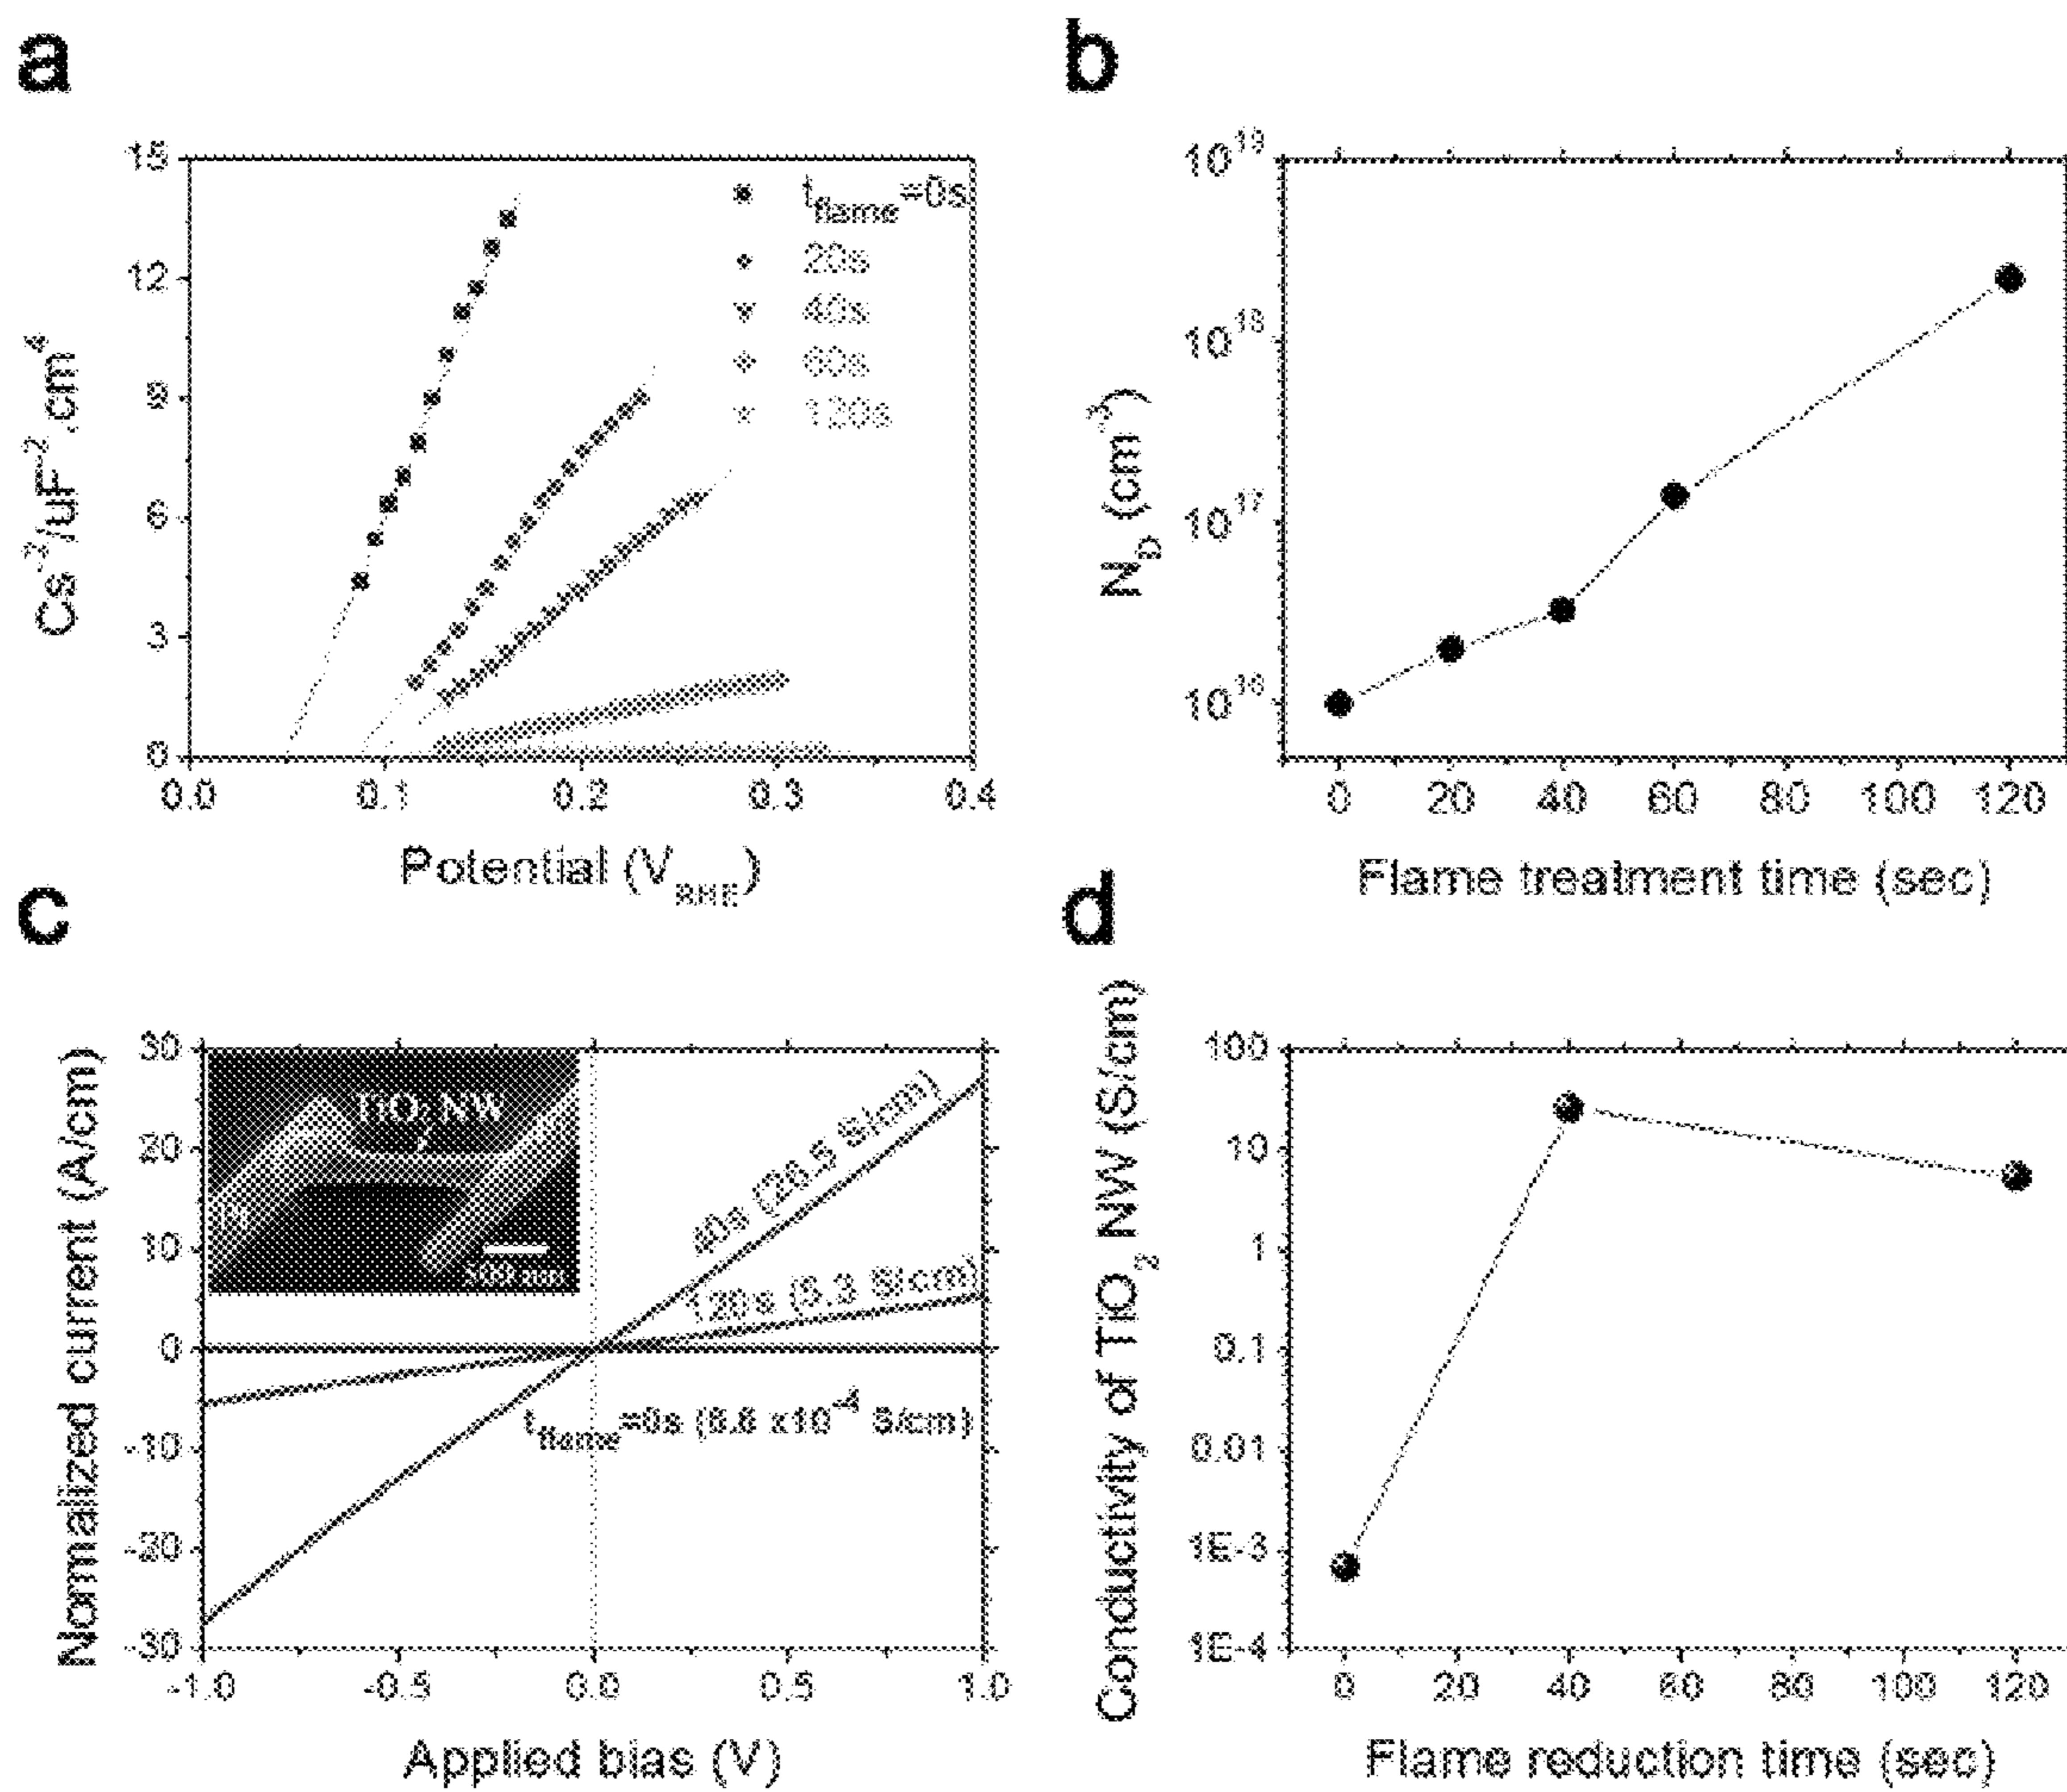 a
15
12
9
6
3
0
0.0 0.1 0.2 0.3 0.4
Cs⁻²/uF⁻².cm⁴
Potential (V_RHE)
t_flame=0s
20s
40s
60s
120s
b
10¹⁹
10¹⁸
10¹⁷
10¹⁶
0 20 40 60 80 100 120
N_D (cm⁻³)
Flame treatment time (sec)
c
30
20
10
0
-10
-20
-30
-1.0 -0.5 0.0 0.5 1.0
Normalized current (A/cm)
Applied bias (V)
TiO₂ NW
40s (26.5 S/cm)
120s (5.3 S/cm)
d
100
10
1
0.1
0.01
1E-3
1E-4
0 20 40 60 80 100 120
Conductivity of TiO₂ NW (S/cm)
Flame reduction time (sec)